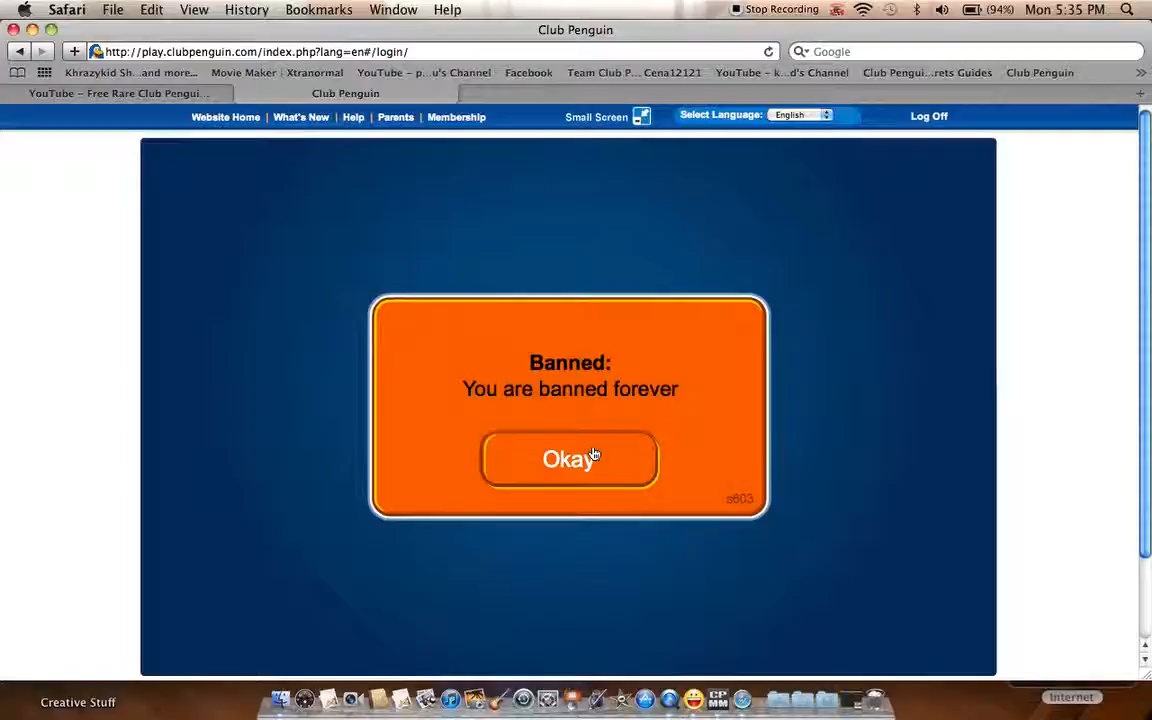 Safari File Edit View History Bookmarks Window Help Stop Recording (94%) Mon 5:35 PM
Club Penguin
http://play.clubpenguin.com/index.php?lang=en#/login/ Google
Khrazykid Sh...and more... Movie Maker | Xtranormal YouTube – p...u's Channel Facebook Team Club P... Cena12121 YouTube – k...d's Channel Club Pengui...rets Guides Club Penguin
YouTube – Free Rare Club Pengui... Club Penguin
Website Home What's New Help Parents Membership Small Screen Select Language: English Log Off
Banned:
You are banned forever
Okay
s603
CP
MM
Creative Stuff Internet